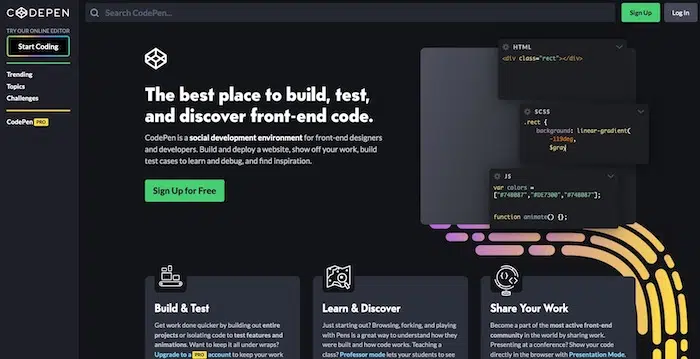 CODEPEN
TRY OUR ONLINE EDITOR
Start Coding
Trending
Topics
Challenges
CodePen PRO
Search CodePen...
Sign Up
Log In
The best place to build, test,
and discover front-end code.
CodePen is a social development environment for front-end designers
and developers. Build and deploy a website, show off your work, build
test cases to learn and debug, and find inspiration.
Sign Up for Free
HTML
<div class="rect"></div>
SCSS
.rect {
background: linear-gradient(
-119deg,
$gray
JS
var colors =
["#74B087","#DE7300","#74B087"];
function animate() {};
Build & Test
Get work done quicker by building out entire
projects or isolating code to test features and
animations. Want to keep it all under wraps?
Upgrade to a PRO account to keep your work
Learn & Discover
Just starting out? Browsing, forking, and playing
with Pens is a great way to understand how they
were built and how code works. Teaching a
class? Professor mode lets your students to see
Share Your Work
Become a part of the most active front-end
community in the world by sharing work.
Presenting at a conference? Show your code
directly in the browser with Presentation Mode.